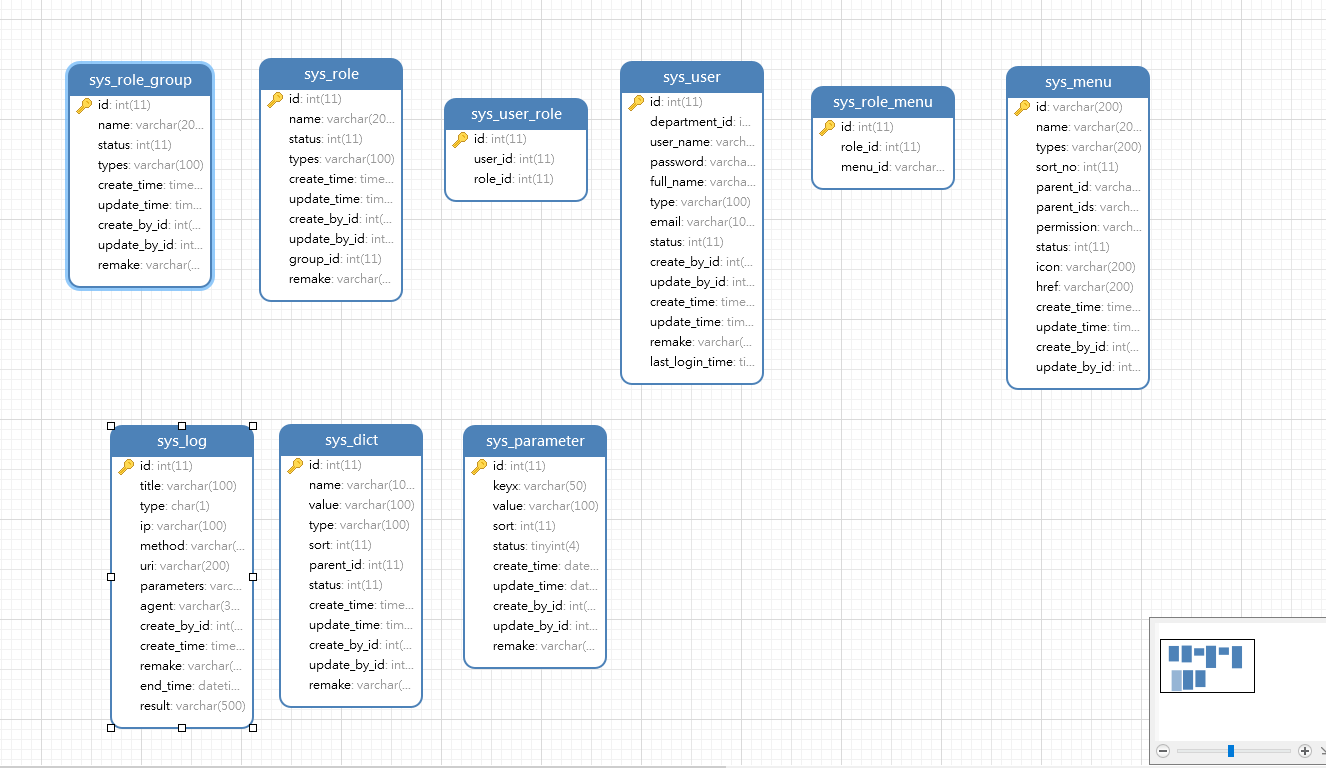 sys_role_group
id: int(11)
name: varchar(20...
status: int(11)
types: varchar(100)
create_time: time...
update_time: tim...
create_by_id: int(...
update_by_id: int...
remake: varchar(...
sys_role
id: int(11)
name: varchar(20...
status: int(11)
types: varchar(100)
create_time: time...
update_time: tim...
create_by_id: int(...
update_by_id: int...
group_id: int(11)
remake: varchar(...
sys_user_role
id: int(11)
user_id: int(11)
role_id: int(11)
sys_user
id: int(11)
department_id: i...
user_name: varch...
password: varcha...
full_name: varcha...
type: varchar(100)
email: varchar(10...
status: int(11)
create_by_id: int(...
update_by_id: int...
create_time: time...
update_time: tim...
remake: varchar(...
last_login_time: ti...
sys_role_menu
id: int(11)
role_id: int(11)
menu_id: varchar...
sys_menu
id: varchar(200)
name: varchar(20...
types: varchar(200)
sort_no: int(11)
parent_id: varcha...
parent_ids: varch...
permission: varch...
status: int(11)
icon: varchar(200)
href: varchar(200)
create_time: time...
update_time: tim...
create_by_id: int(...
update_by_id: int...
sys_log
id: int(11)
title: varchar(100)
type: char(1)
ip: varchar(100)
method: varchar(...
uri: varchar(200)
parameters: varc...
agent: varchar(3...
create_by_id: int(...
create_time: time...
remake: varchar(...
end_time: dateti...
result: varchar(500)
sys_dict
id: int(11)
name: varchar(10...
value: varchar(100)
type: varchar(100)
sort: int(11)
parent_id: int(11)
status: int(11)
create_time: time...
update_time: tim...
create_by_id: int(...
update_by_id: int...
remake: varchar(...
sys_parameter
id: int(11)
keyx: varchar(50)
value: varchar(100)
sort: int(11)
status: tinyint(4)
create_time: date...
update_time: dat...
create_by_id: int(...
update_by_id: int...
remake: varchar(...